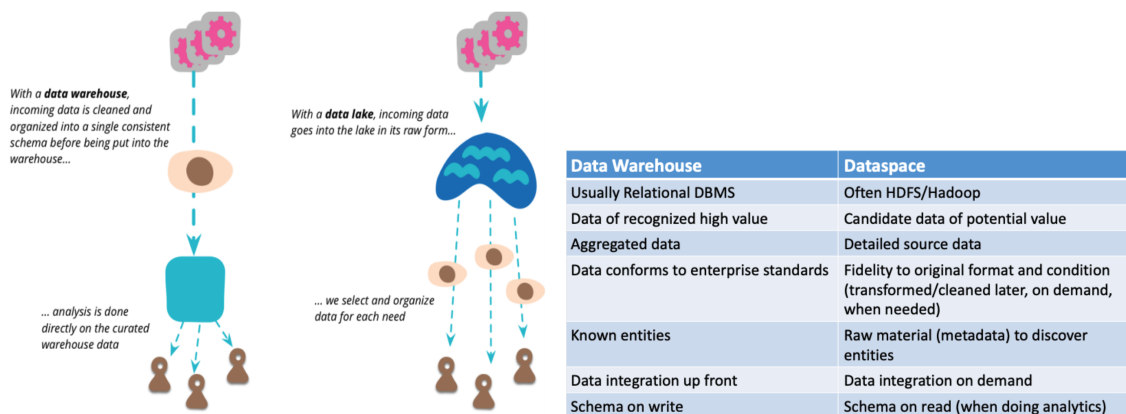 With a data warehouse,
incoming data is cleaned and
organized into a single consistent
schema before being put into the
warehouse...
... analysis is done
directly on the curated
warehouse data
With a data lake, incoming data
goes into the lake in its raw form...
... we select and organize
data for each need
Data Warehouse Dataspace
Usually Relational DBMS Often HDFS/Hadoop
Data of recognized high value Candidate data of potential value
Aggregated data Detailed source data
Data conforms to enterprise standards Fidelity to original format and condition
(transformed/cleaned later, on demand,
when needed)
Known entities Raw material (metadata) to discover
entities
Data integration up front Data integration on demand
Schema on write Schema on read (when doing analytics)